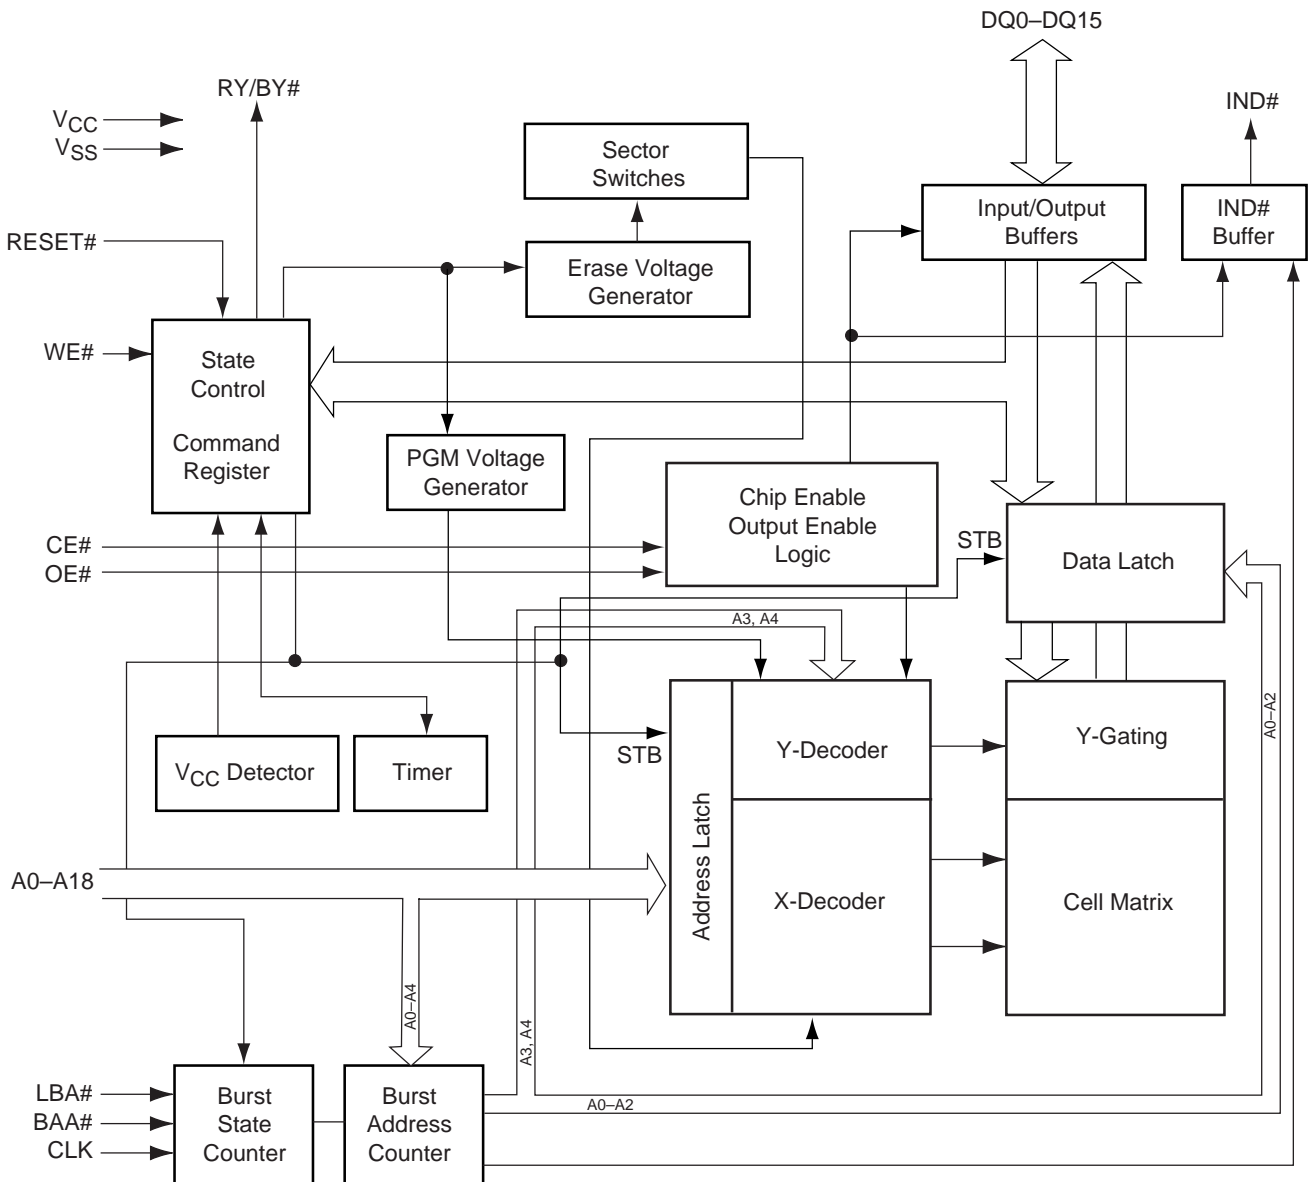 DQ0–DQ15
RY/BY#
IND#
VCC
VSS
Sector
Switches
Input/Output
Buffers
IND#
Buffer
RESET#
Erase Voltage
Generator
WE#
State
Control
Command
Register
PGM Voltage
Generator
Chip Enable
Output Enable
Logic
CE#
OE#
STB
Data Latch
A3, A4
A0–A2
STB
Y-Decoder
Y-Gating
VCC Detector
Timer
Address Latch
A0–A18
X-Decoder
Cell Matrix
A0–A4
A3, A4
LBA#
BAA#
CLK
Burst
State
Counter
Burst
Address
Counter
A0–A2